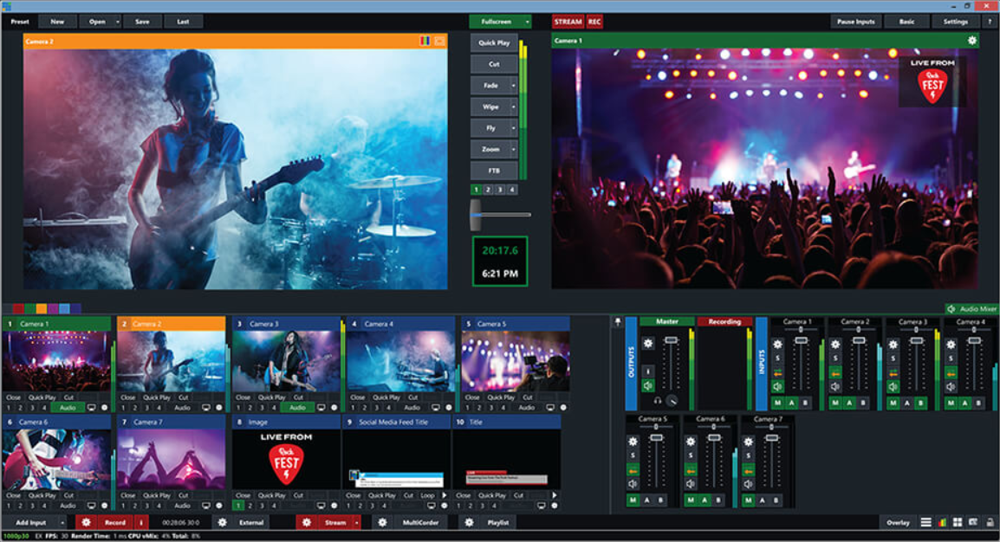 Preset New Open Save Last Fullscreen STREAM REC Pause Inputs Basic Settings ?
Camera 2
Quick Play
Cut
Fade
Wipe
Fly
Zoom
FTB
1 2 3 4
20:17.6
6:21 PM
Camera 1
LIVE FROM
Rock
FEST
Audio Mixer
1 Camera 1
Close Quick Play Cut
1 2 3 4 Audio
2 Camera 2
Close Quick Play Cut
1 2 3 4 Audio
3 Camera 3
Close Quick Play Cut
1 2 3 4 Audio
4 Camera 4
Close Quick Play Cut
1 2 3 4 Audio
5 Camera 5
Close Quick Play Cut
1 2 3 4 Audio
6 Camera 6
Close Quick Play Cut
1 2 3 4 Audio
7 Camera 7
Close Quick Play Cut
1 2 3 4 Audio
8 Image
LIVE FROM
Rock
FEST
Close Quick Play Cut
1 2 3 4
9 Social Media Feed Title
Close Quick Play Cut Loop
1 2 3 4
10 Title
LIVE
Close Quick Play Cut
1 2 3 4
OUTPUTS
Master
Recording
INPUTS
Camera 1
S
M A B
Camera 2
S
M A B
Camera 3
S
M A B
Camera 4
S
M A B
Camera 5
S
M A B
Camera 6
S
M A B
Camera 7
S
M A B
Add Input Record i 00:28:06 30 0 External Stream MultiCorder Playlist Overlay
1080p30 EX FPS: 30 Render Time: 1 ms CPU vMix: 4% Total: 8%